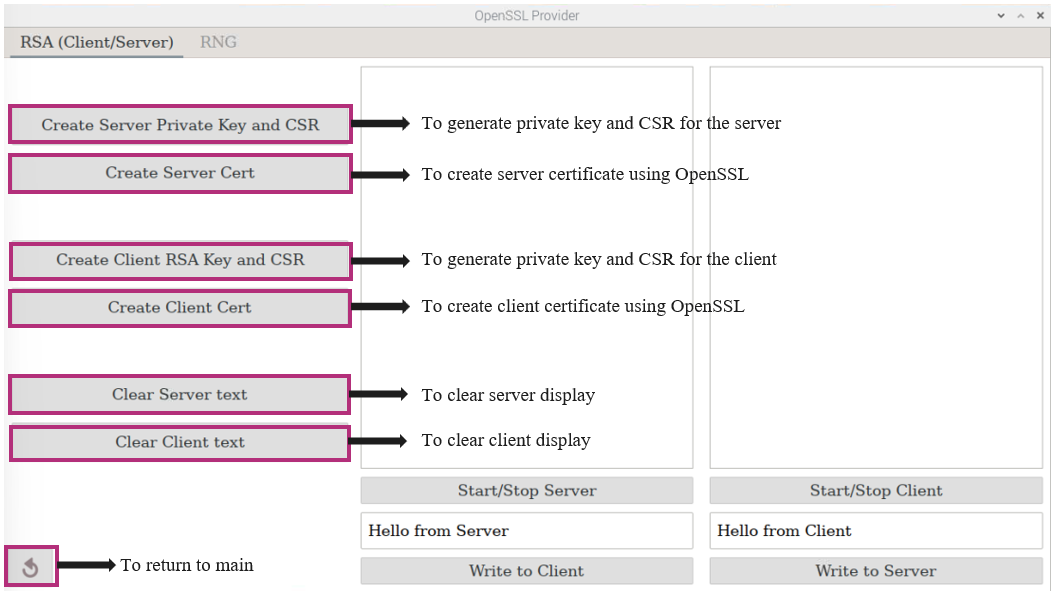 OpenSSL Provider
RSA (Client/Server)
RNG
Create Server Private Key and CSR
To generate private key and CSR for the server
Create Server Cert
To create server certificate using OpenSSL
Create Client RSA Key and CSR
To generate private key and CSR for the client
Create Client Cert
To create client certificate using OpenSSL
Clear Server text
To clear server display
Clear Client text
To clear client display
Start/Stop Server
Start/Stop Client
Hello from Server
Hello from Client
To return to main
Write to Client
Write to Server